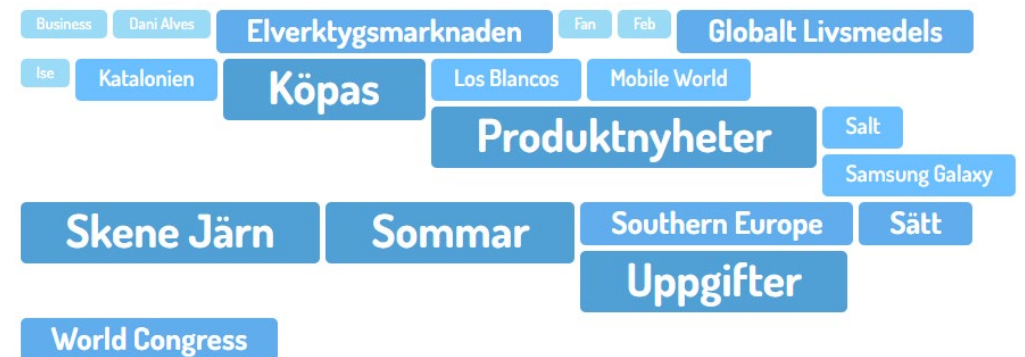 Business Dani Alves Elverktygsmarknaden Fan Feb Globalt Livsmedels
Ise Katalonien Köpas Los Blancos Mobile World
Produktnyheter Salt
Samsung Galaxy
Skene Järn Sommar Southern Europe Sätt
Uppgifter
World Congress